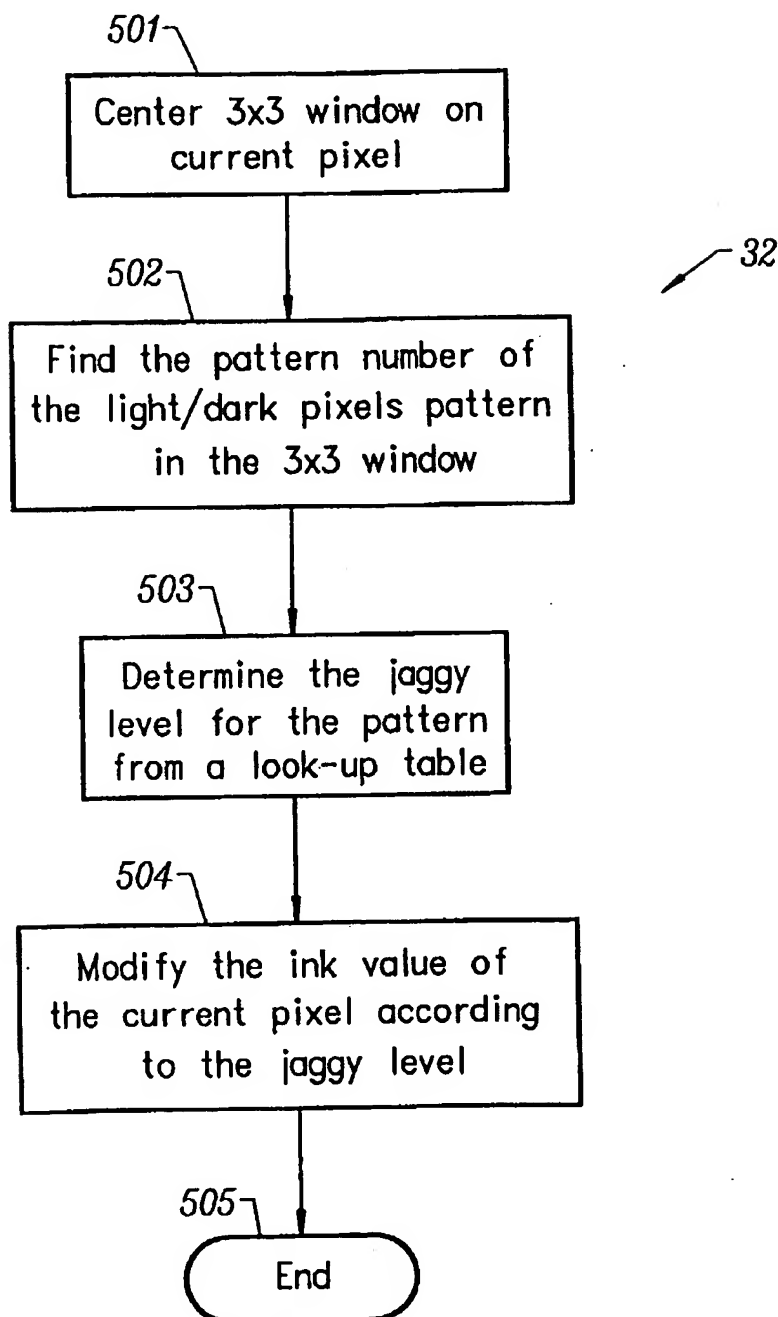 501
Center 3x3 window on
current pixel
32
502
Find the pattern number of
the light/dark pixels pattern
in the 3x3 window
503
Determine the jaggy
level for the pattern
from a look-up table
504
Modify the ink value of
the current pixel according
to the jaggy level
505
End